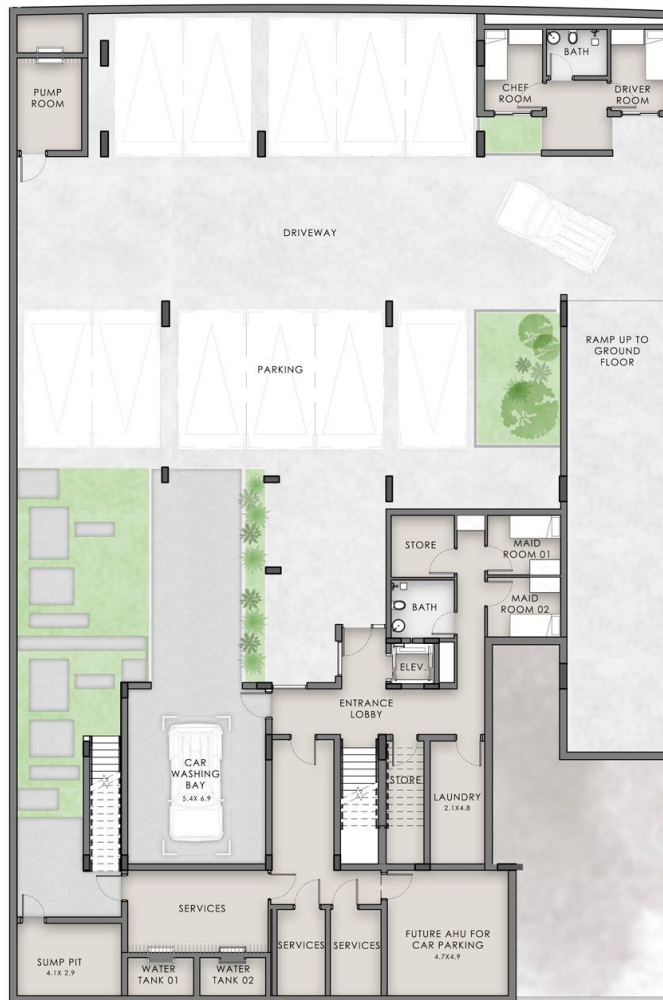 PUMP
ROOM
BATH
CHEF
ROOM
DRIVER
ROOM
DRIVEWAY
PARKING
RAMP UP TO
GROUND
FLOOR
STORE
MAID
ROOM 01
MAID
ROOM 02
BATH
ELEV.
ENTRANCE
LOBBY
CAR
WASHING
BAY
5.4X 6.9
STORE
LAUNDRY
2.1X4.8
SERVICES
SERVICES
SERVICES
FUTURE AHU FOR
CAR PARKING
4.7X4.9
SUMP PIT
4.1X 2.9
WATER
TANK 01
WATER
TANK 02